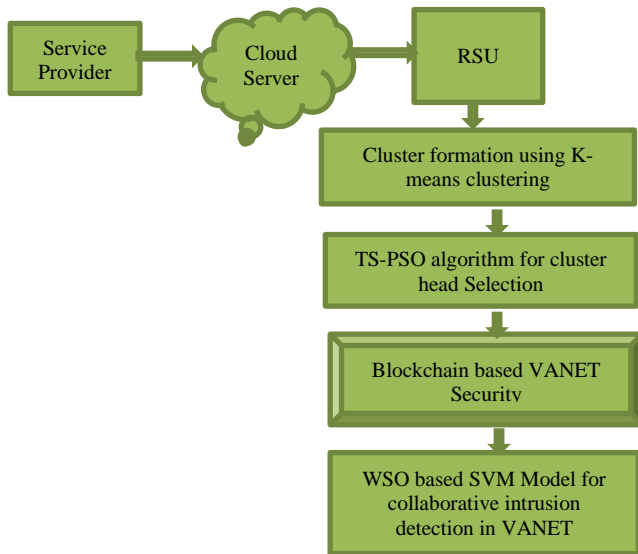 Service
Provider
Cloud
Server
RSU
Cluster formation using K-
means clustering
TS-PSO algorithm for cluster
head Selection
Blockchain based VANET
Security
WSO based SVM Model for
collaborative intrusion
detection in VANET